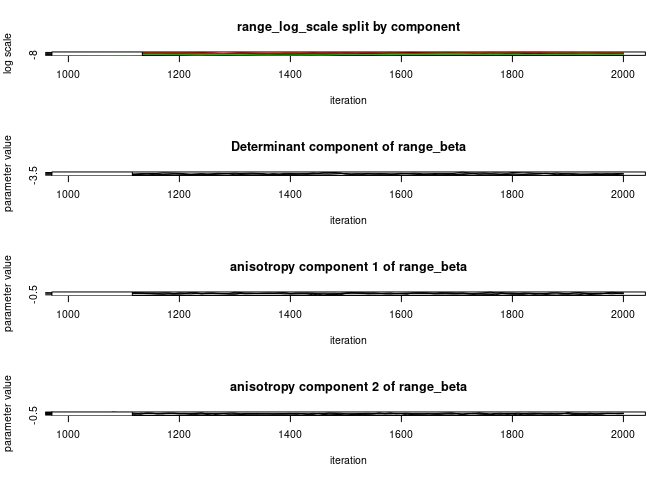 range_log_scale split by component
log scale
-8
1000 1200 1400 1600 1800 2000
iteration
Determinant component of range_beta
parameter value
-3.5
1000 1200 1400 1600 1800 2000
iteration
anisotropy component 1 of range_beta
parameter value
-0.5
1000 1200 1400 1600 1800 2000
iteration
anisotropy component 2 of range_beta
parameter value
-0.5
1000 1200 1400 1600 1800 2000
iteration